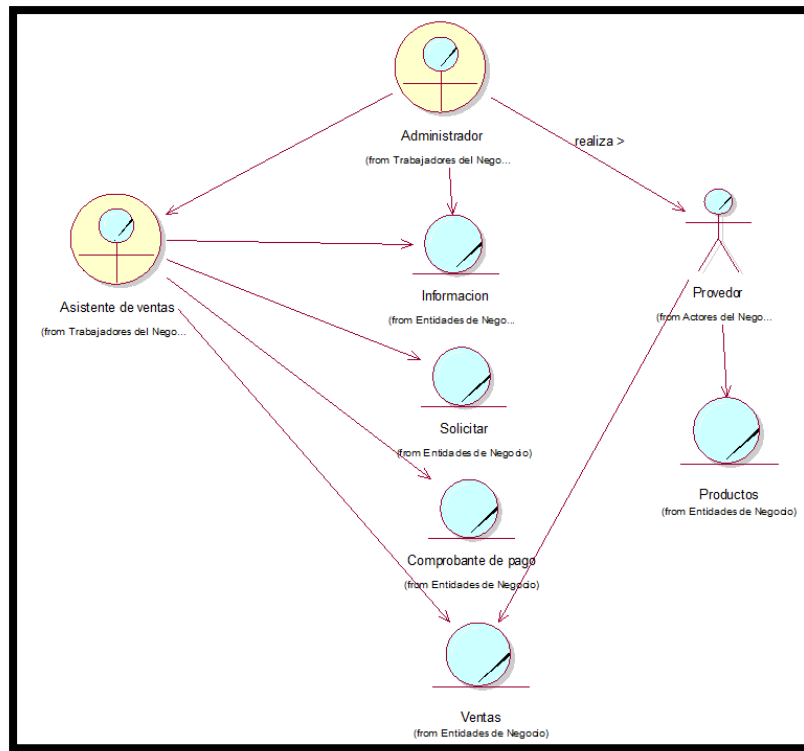 Administrador
(from Trabajadores del Nego...
realiza >
Asistente de ventas
(from Trabajadores del Nego...
Informacion
(from Entidades de Nego...
Provedor
(from Actores del Nego...
Solicitar
(from Entidades de Negocio)
Productos
(from Entidades de Negocio)
Comprobante de pago
(from Entidades de Negocio)
Ventas
(from Entidades de Negocio)